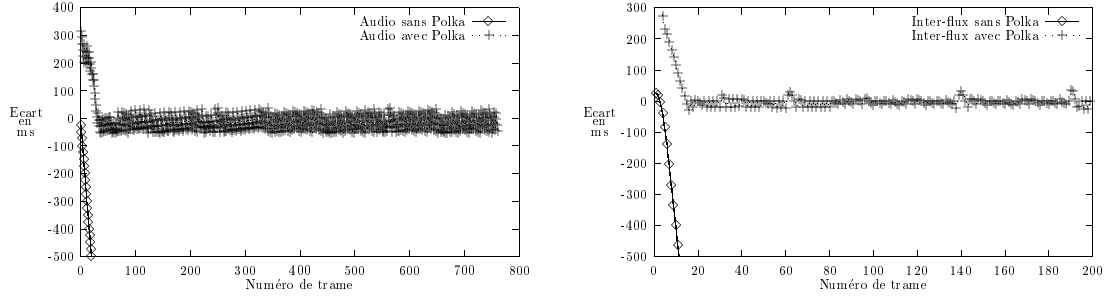 400
300
200
100
0
-100
-200
-300
-400
-500
Ecart
en
ms
0 100 200 300 400 500 600 700 800
Numéro de trame
Audio sans Polka
Audio avec Polka
300
200
100
0
-100
-200
-300
-400
-500
Ecart
en
ms
0 20 40 60 80 100 120 140 160 180 200
Numéro de trame
Inter-flux sans Polka
Inter-flux avec Polka